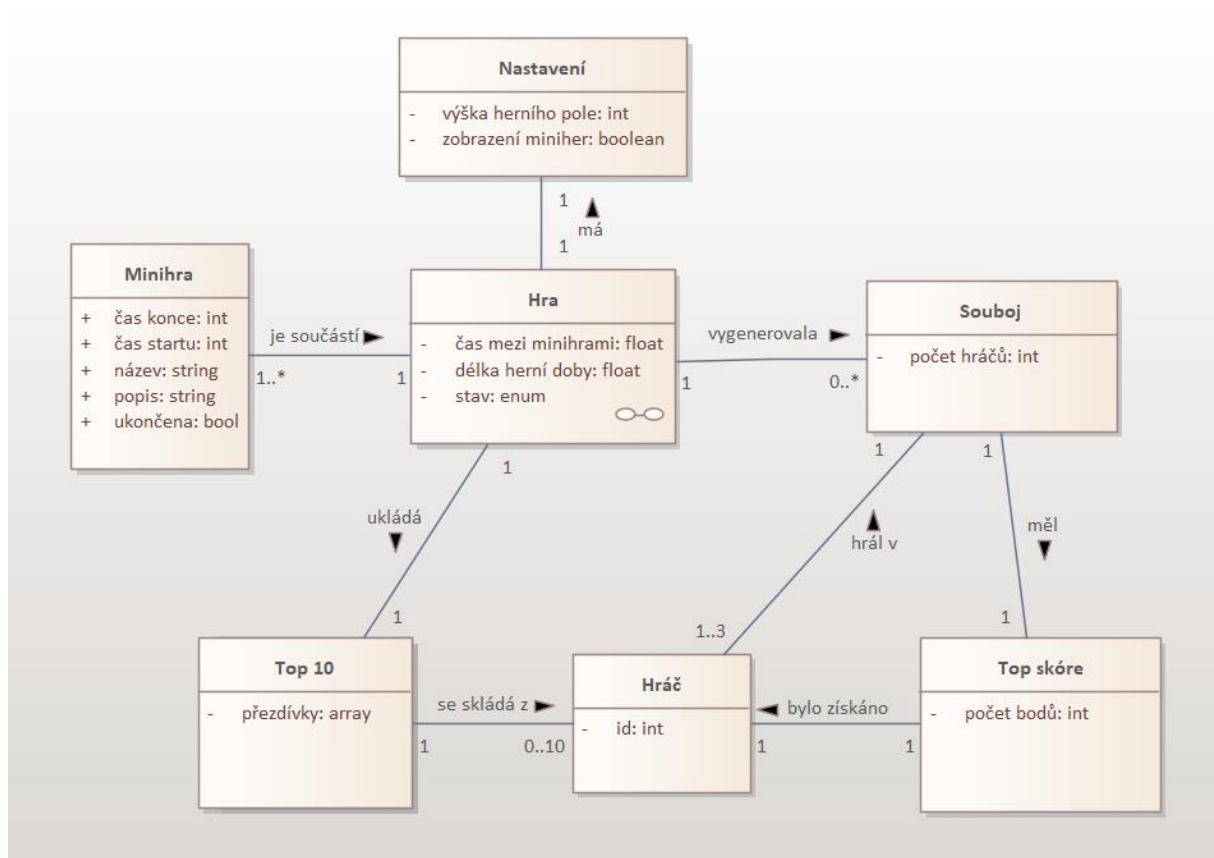 Nastavení
- výška herního pole: int
- zobrazení miniher: boolean
1
má
1
Minihra
+ čas konce: int
+ čas startu: int
+ název: string
+ popis: string
+ ukončena: bool
je součástí
1..*
1
Hra
- čas mezi minihrami: float
- délka herní doby: float
- stav: enum
vygenerovala
1
0..*
Souboj
- počet hráčů: int
1
ukládá
1
1
hrál v
1..3
1
měl
1
Top 10
- přezdívky: array
se skládá z
1
0..10
Hráč
- id: int
bylo získáno
1
1
Top skóre
- počet bodů: int